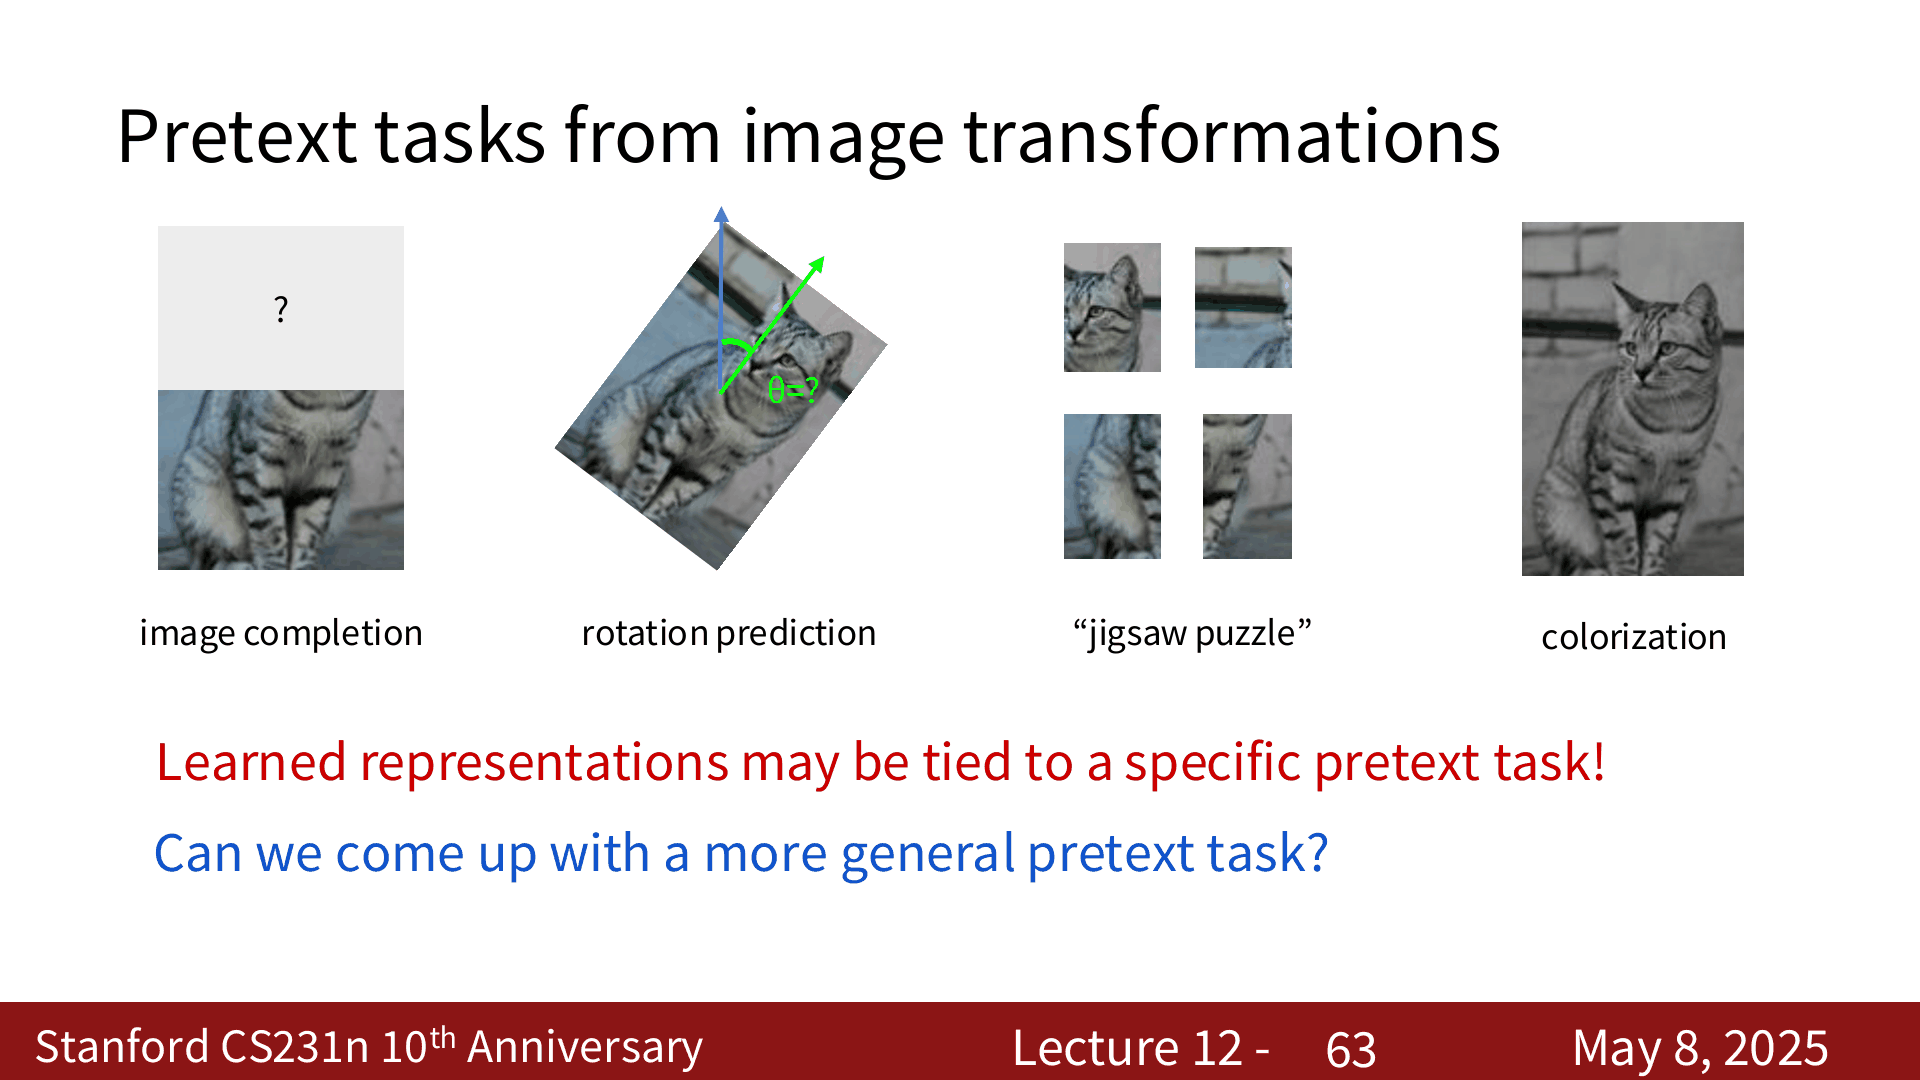 Pretext tasks from image transformations
?
θ=?
image completion
rotation prediction
“jigsaw puzzle”
colorization
Learned representations may be tied to a specific pretext task!
Can we come up with a more general pretext task?
Stanford CS231n 10th Anniversary
Lecture 12 - 63
May 8, 2025